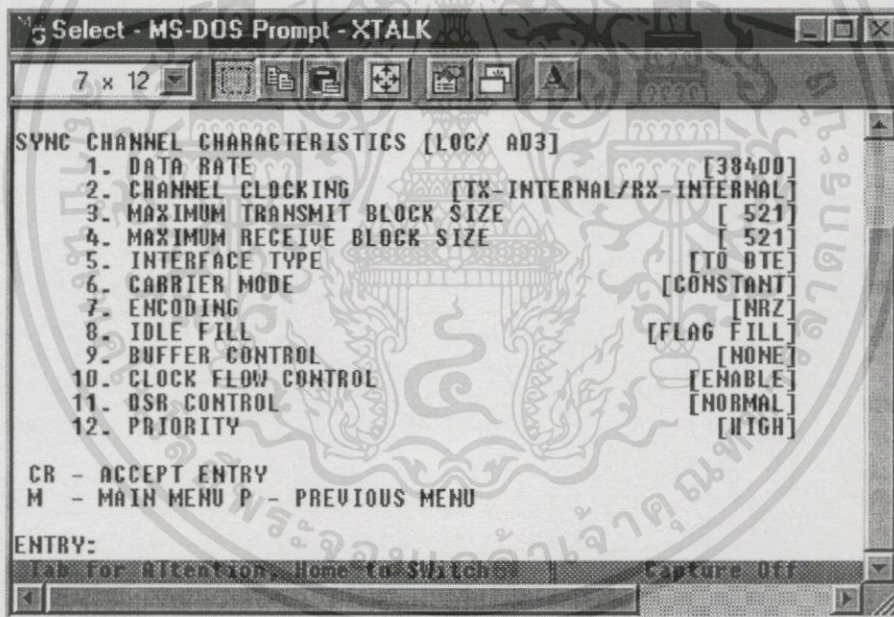 Select - MS-DOS Prompt - XTALK
7 x 12
A
SYNC CHANNEL CHARACTERISTICS [LOC/ A03]
1. DATA RATE [38400]
2. CHANNEL CLOCKING [TX-INTERNAL/RX-INTERNAL]
3. MAXIMUM TRANSMIT BLOCK SIZE [ 521]
4. MAXIMUM RECEIVE BLOCK SIZE [ 521]
5. INTERFACE TYPE [TO DTE]
6. CARRIER MODE [CONSTANT]
7. ENCODING [NRZ]
8. IDLE FILL [FLAG FILL]
9. BUFFER CONTROL [NONE]
10. CLOCK FLOW CONTROL [ENABLE]
11. DSR CONTROL [NORMAL]
12. PRIORITY [HIGH]
CR - ACCEPT ENTRY
M - MAIN MENU P - PREVIOUS MENU
ENTRY:
Tab for Attention, Home to SWitch Capture Off